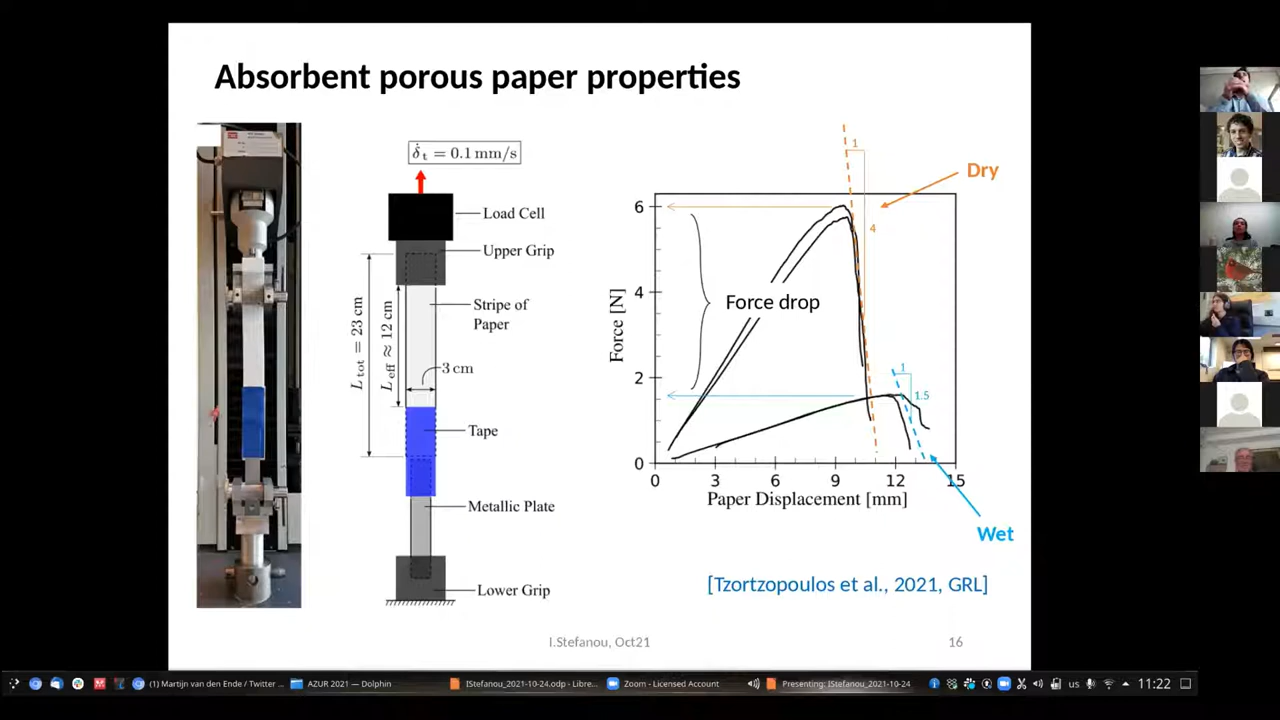 Absorbent porous paper properties
δ̇t = 0.1 mm/s
Load Cell
Upper Grip
Stripe of
Paper
L tot = 23 cm
L eff ≈ 12 cm
3 cm
Tape
Metallic Plate
Lower Grip
1
4
Dry
6
4
2
0
Force [N]
Force drop
1
1.5
0 3 6 9 12 15
Paper Displacement [mm]
Wet
[Tzortzopoulos et al., 2021, GRL]
I.Stefanou, Oct21
16
(1) Martijn van den Ende / Twitter ...
AZUR 2021 — Dolphin
IStefanou_2021-10-24.odp - Libre...
Zoom - Licensed Account
Presenting: IStefanou_2021-10-24
us
11:22